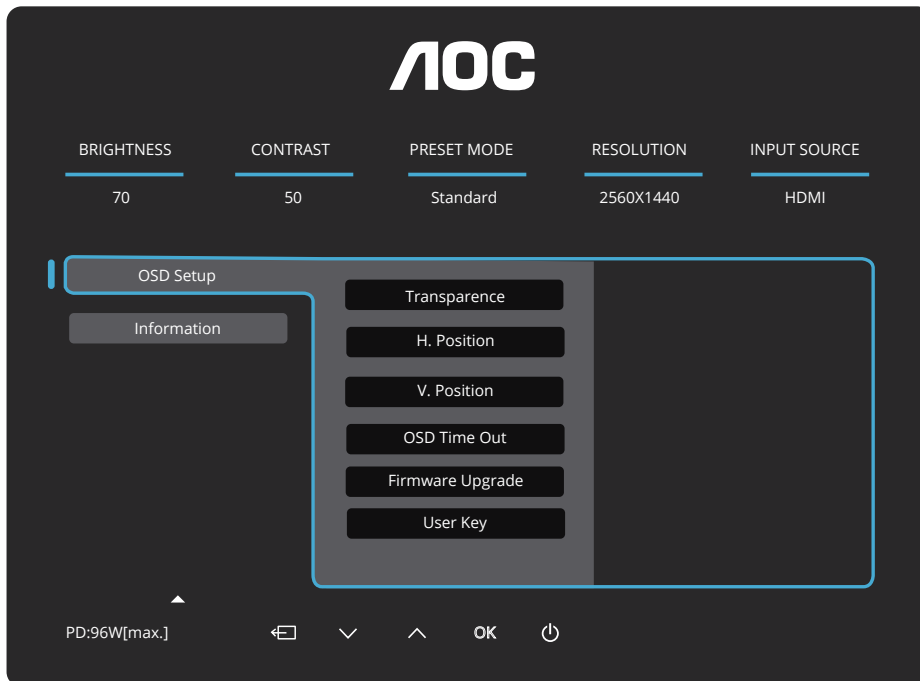 AOC
BRIGHTNESS CONTRAST PRESET MODE RESOLUTION INPUT SOURCE
70 50 Standard 2560X1440 HDMI
OSD Setup
Transparence
Information
H. Position
V. Position
OSD Time Out
Firmware Upgrade
User Key
PD:96W[max.] OK